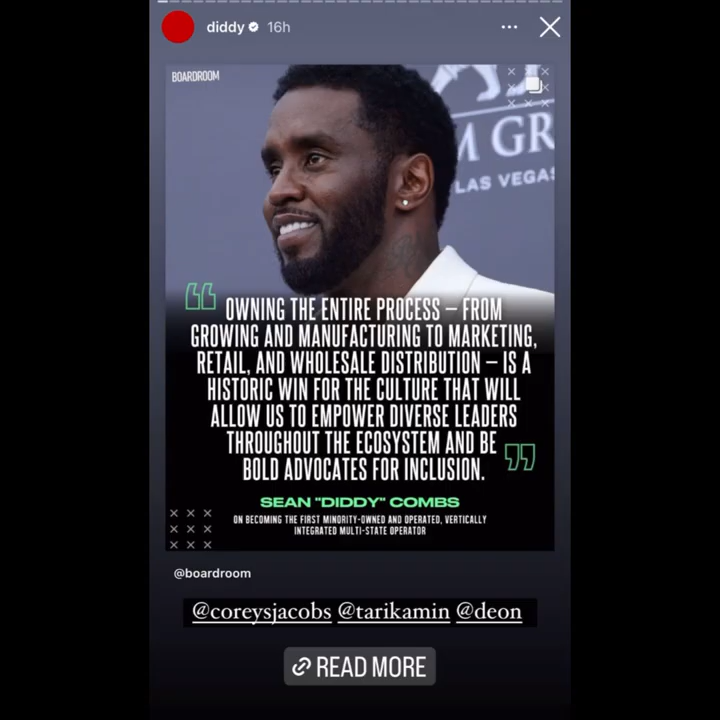 diddy 16h
BOARDROOM
M GR
LAS VEGAS
“ OWNING THE ENTIRE PROCESS – FROM
GROWING AND MANUFACTURING TO MARKETING,
RETAIL, AND WHOLESALE DISTRIBUTION – IS A
HISTORIC WIN FOR THE CULTURE THAT WILL
ALLOW US TO EMPOWER DIVERSE LEADERS
THROUGHOUT THE ECOSYSTEM AND BE
BOLD ADVOCATES FOR INCLUSION. ”
SEAN "DIDDY" COMBS
ON BECOMING THE FIRST MINORITY-OWNED AND OPERATED, VERTICALLY
INTEGRATED MULTI-STATE OPERATOR
@boardroom
@coreysjacobs @tarikamin @deon
READ MORE